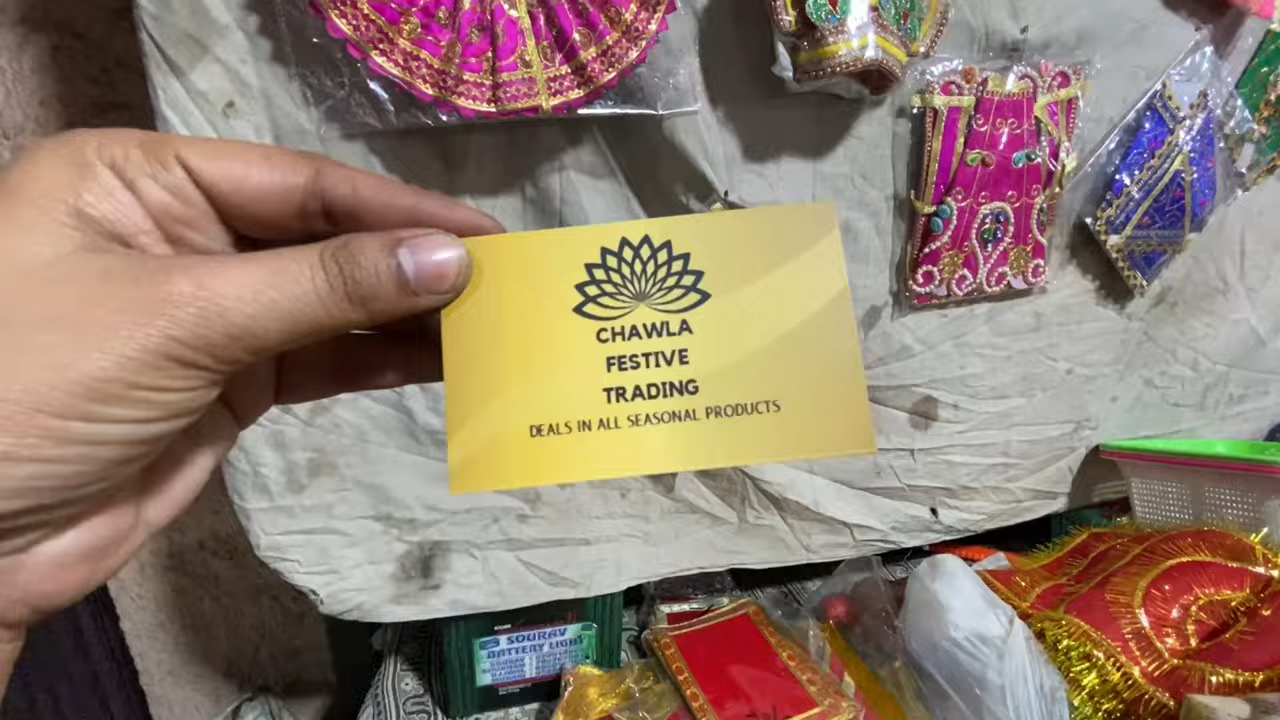 CHAWLA
FESTIVE
TRADING
DEALS IN ALL SEASONAL PRODUCTS
SOURAV
BATTERY LIGHT